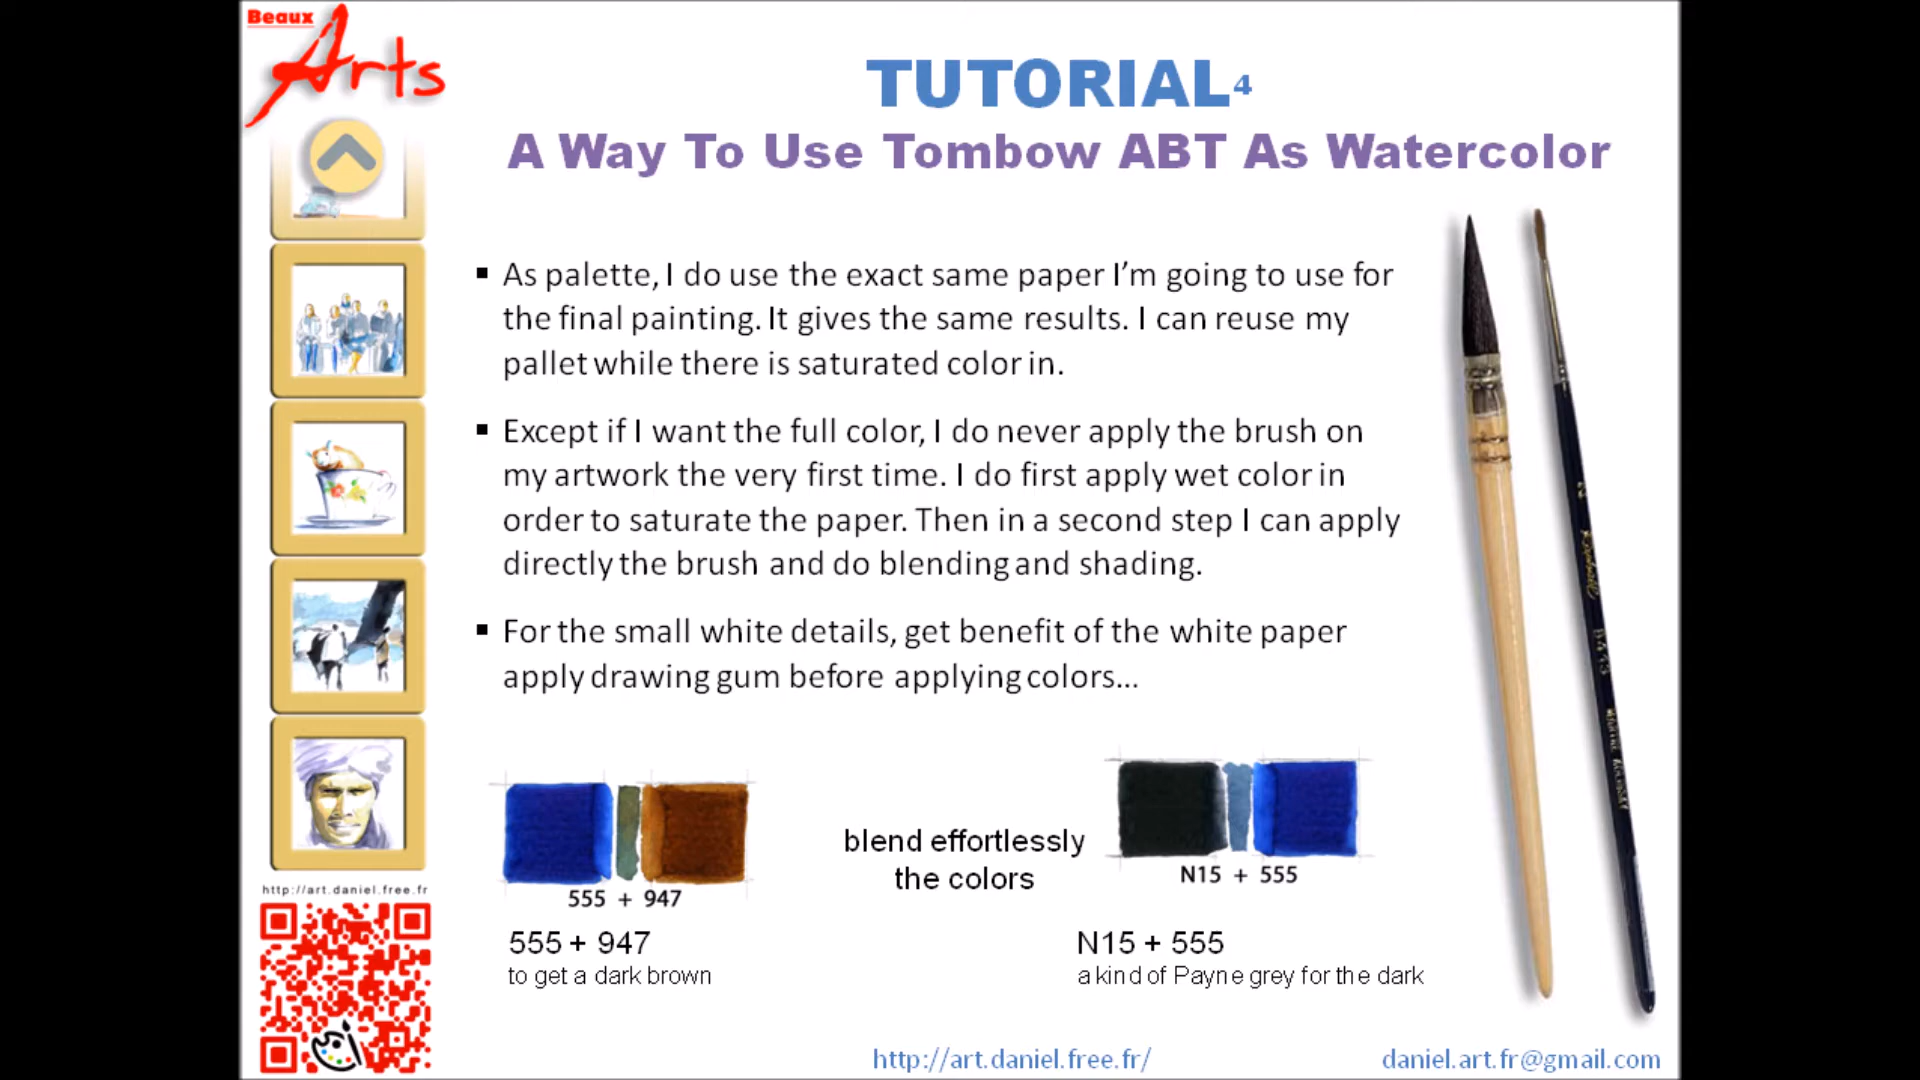 Beaux
Arts
TUTORIAL4
A Way To Use Tombow ABT As Watercolor
▪ As palette, I do use the exact same paper I’m going to use for
the final painting. It gives the same results. I can reuse my
pallet while there is saturated color in.
▪ Except if I want the full color, I do never apply the brush on
my artwork the very first time. I do first apply wet color in
order to saturate the paper. Then in a second step I can apply
directly the brush and do blending and shading.
▪ For the small white details, get benefit of the white paper
apply drawing gum before applying colors...
555 + 947
blend effortlessly
the colors
N15 + 555
555 + 947
to get a dark brown
N15 + 555
a kind of Payne grey for the dark
http://art.daniel.free.fr
http://art.daniel.free.fr/
daniel.art.fr@gmail.com